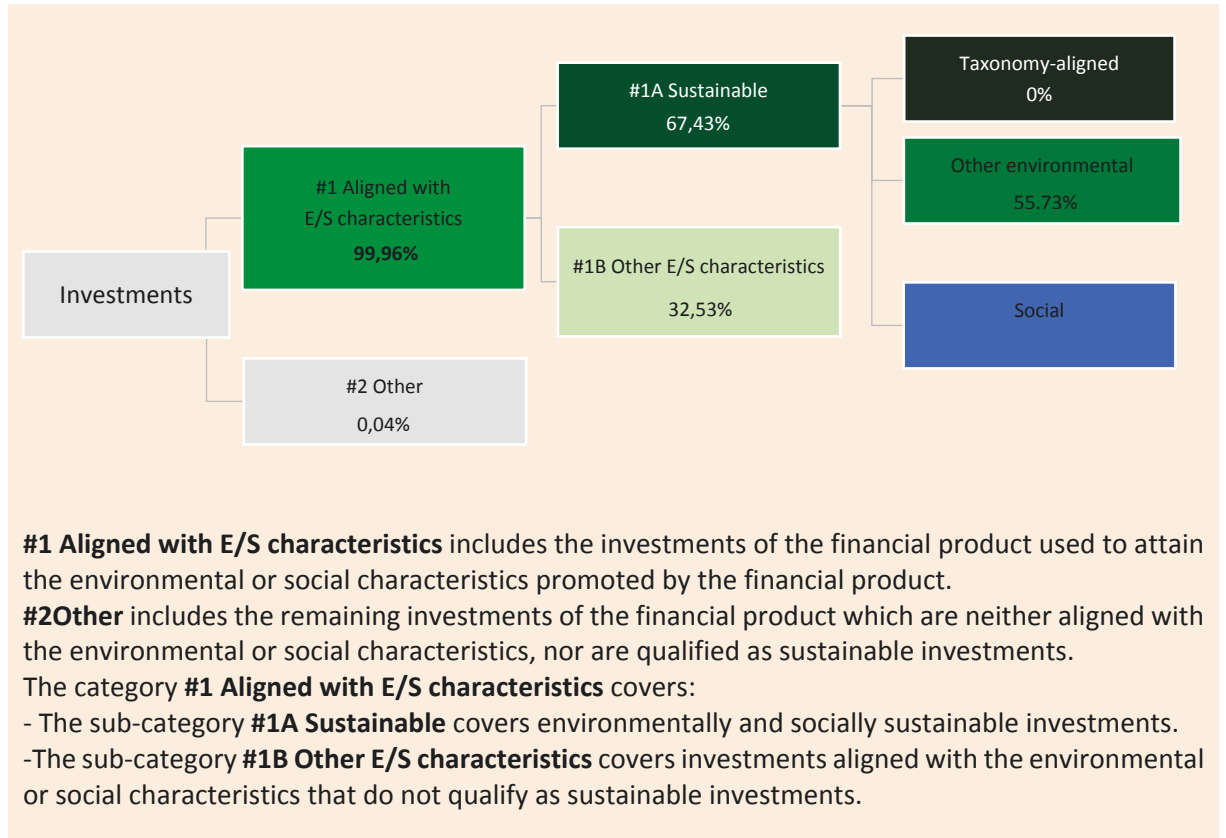 Investments
#1 Aligned with
E/S characteristics
99,96%
#2 Other
0,04%
#1A Sustainable
67,43%
#1B Other E/S characteristics
32,53%
Taxonomy-aligned
0%
Other environmental
55.73%
Social
#1 Aligned with E/S characteristics includes the investments of the financial product used to attain
the environmental or social characteristics promoted by the financial product.
#2Other includes the remaining investments of the financial product which are neither aligned with
the environmental or social characteristics, nor are qualified as sustainable investments.
The category #1 Aligned with E/S characteristics covers:
- The sub-category #1A Sustainable covers environmentally and socially sustainable investments.
-The sub-category #1B Other E/S characteristics covers investments aligned with the environmental
or social characteristics that do not qualify as sustainable investments.